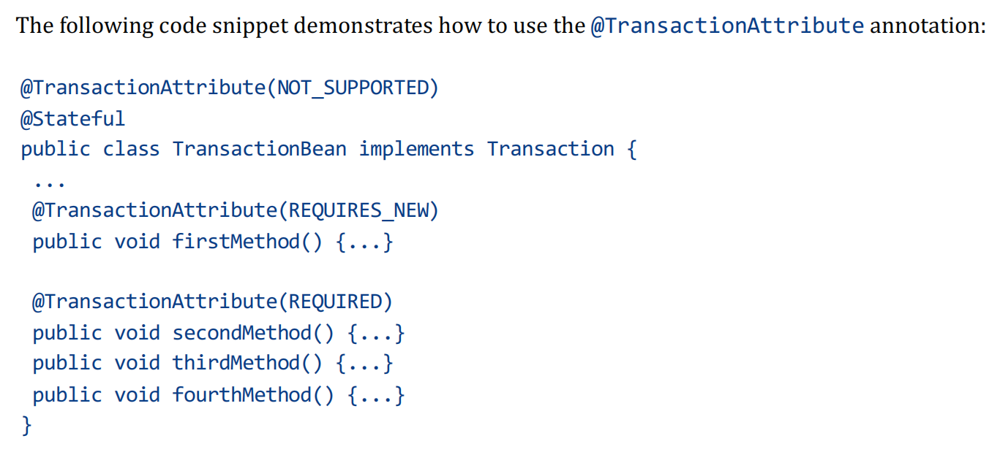 The following code snippet demonstrates how to use the @TransactionAttribute annotation:
@TransactionAttribute(NOT_SUPPORTED)
@Stateful
public class TransactionBean implements Transaction {
...
@TransactionAttribute(REQUIRES_NEW)
public void firstMethod() {...}
@TransactionAttribute(REQUIRED)
public void secondMethod() {...}
public void thirdMethod() {...}
public void fourthMethod() {...}
}